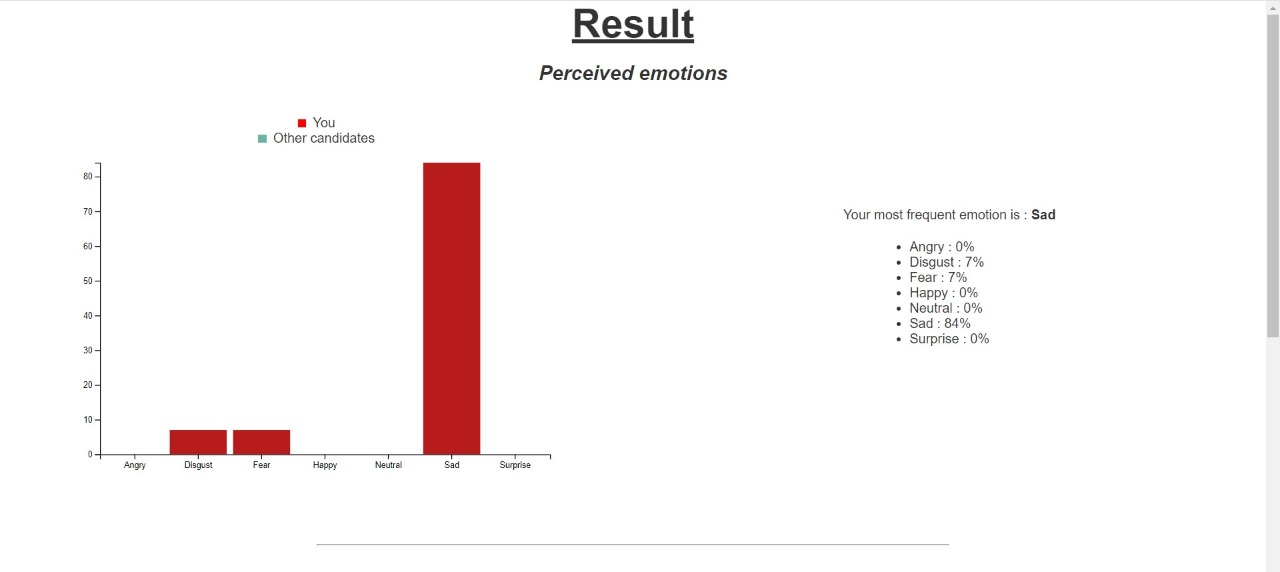 Result
Perceived emotions
You
Other candidates
80
70
60
50
40
30
20
10
0
Angry Disgust Fear Happy Neutral Sad Surprise
Your most frequent emotion is : Sad
• Angry : 0%
• Disgust : 7%
• Fear : 7%
• Happy : 0%
• Neutral : 0%
• Sad : 84%
• Surprise : 0%